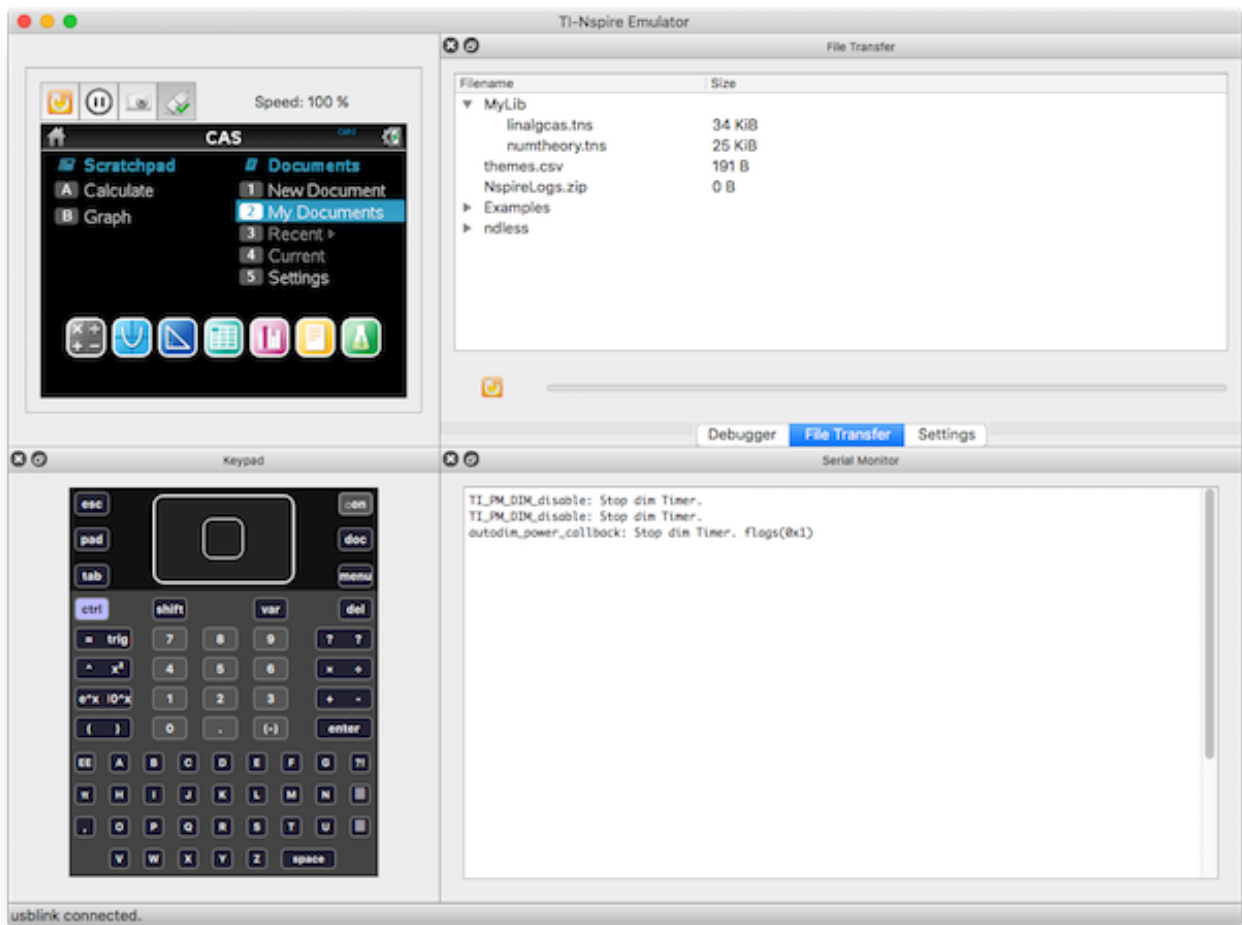 TI-Nspire Emulator
File Transfer
Speed: 100 %
CAS
Scratchpad
A Calculate
B Graph
Documents
1 New Document
2 My Documents
3 Recent
4 Current
5 Settings
Filename Size
MyLib
linalgcas.tns 34 KiB
numtheory.tns 25 KiB
themes.csv 191 B
NspireLogs.zip 0 B
Examples
ndless
Debugger File Transfer Settings
Keypad
esc on
pad doc
tab menu
ctrl shift var del
= trig 7 8 9 ? ?
^ x² 4 5 6 × ÷
e^x 10^x 1 2 3 + -
( ) 0 . (-) enter
EE A B C D E F G ?!
π H I J K L M N
, O P Q R S T U
V W X Y Z space
Serial Monitor
TI_PM_DIM_disable: Stop dim Timer.
TI_PM_DIM_disable: Stop dim Timer.
autodim_power_callback: Stop dim Timer. flags(0x1)
usblink connected.